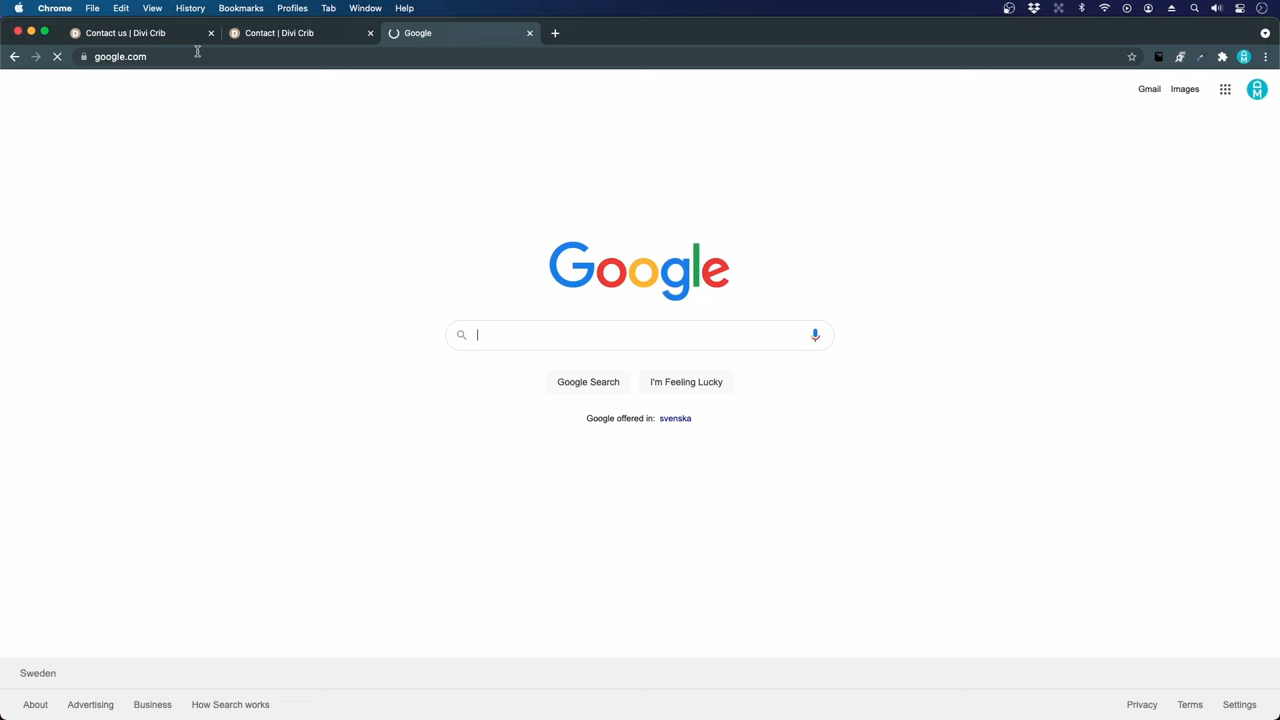 Chrome File Edit View History Bookmarks Profiles Tab Window Help
Contact us | Divi Crib Contact | Divi Crib Google
google.com
Gmail Images
DM
Google
Google Search I'm Feeling Lucky
Google offered in: svenska
Sweden
About Advertising Business How Search works Privacy Terms Settings